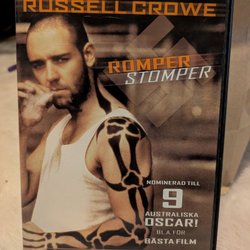 RUSSELL CROWE
ROMPER
STOMPER
NOMINERAD TILL
9
AUSTRALISKA
OSCAR!
BL A FÖR
BÄSTA FILM